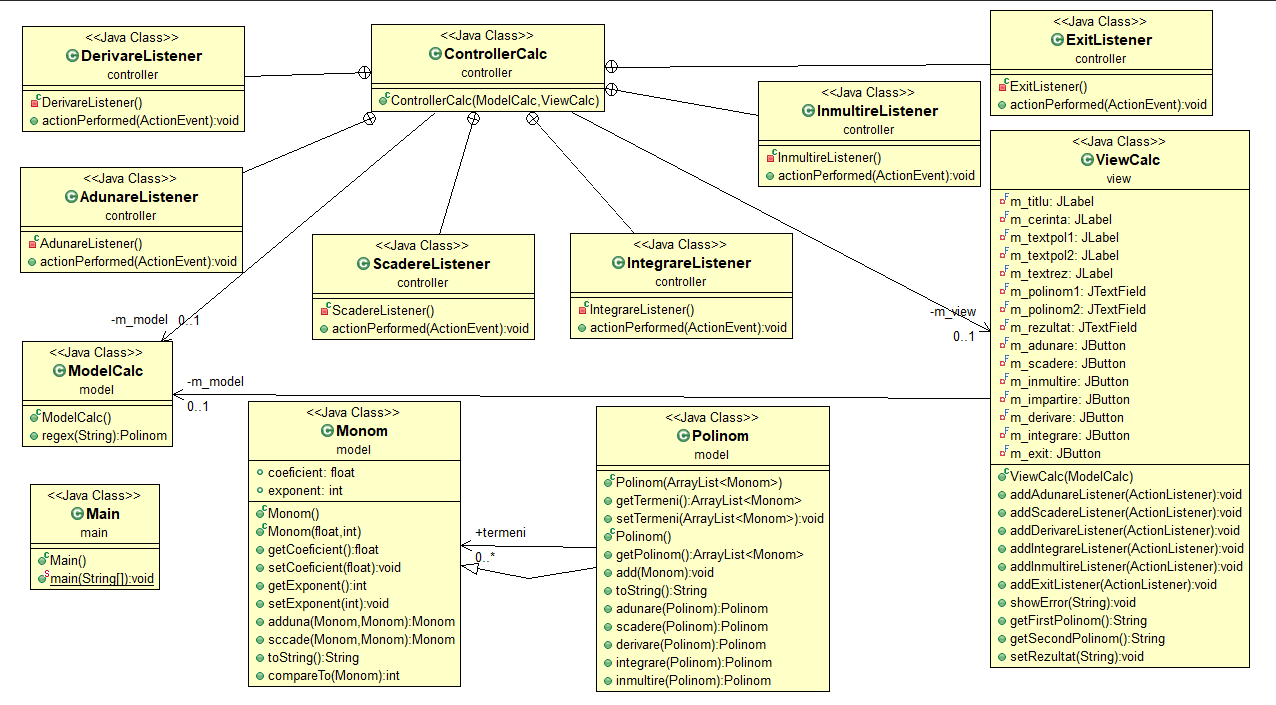 <<Java Class>>
DerivareListener
controller
DerivareListener()
actionPerformed(ActionEvent):void
<<Java Class>>
ControllerCalc
controller
ControllerCalc(ModelCalc,ViewCalc)
<<Java Class>>
ExitListener
controller
ExitListener()
actionPerformed(ActionEvent):void
<<Java Class>>
InmultireListener
controller
InmultireListener()
actionPerformed(ActionEvent):void
<<Java Class>>
AdunareListener
controller
AdunareListener()
actionPerformed(ActionEvent):void
<<Java Class>>
ScadereListener
controller
ScadereListener()
actionPerformed(ActionEvent):void
<<Java Class>>
IntegrareListener
controller
IntegrareListener()
actionPerformed(ActionEvent):void
<<Java Class>>
ViewCalc
view
m_titlu: JLabel
m_cerinta: JLabel
m_textpol1: JLabel
m_textpol2: JLabel
m_textrez: JLabel
m_polinom1: JTextField
m_polinom2: JTextField
m_rezultat: JTextField
m_adunare: JButton
m_scadere: JButton
m_inmultire: JButton
m_impartire: JButton
m_derivare: JButton
m_integrare: JButton
m_exit: JButton
ViewCalc(ModelCalc)
addAdunareListener(ActionListener):void
addScadereListener(ActionListener):void
addDerivareListener(ActionListener):void
addIntegrareListener(ActionListener):void
addInmultireListener(ActionListener):void
addExitListener(ActionListener):void
showError(String):void
getFirstPolinom():String
getSecondPolinom():String
setRezultat(String):void
-m_model 0..1
-m_view
0..1
<<Java Class>>
ModelCalc
model
ModelCalc()
regex(String):Polinom
-m_model
0..1
<<Java Class>>
Monom
model
coeficient: float
exponent: int
Monom()
Monom(float,int)
getCoeficient():float
setCoeficient(float):void
getExponent():int
setExponent(int):void
adduna(Monom,Monom):Monom
sccade(Monom,Monom):Monom
toString():String
compareTo(Monom):int
+termeni
0..*
<<Java Class>>
Polinom
model
Polinom(ArrayList<Monom>)
getTermeni():ArrayList<Monom>
setTermeni(ArrayList<Monom>):void
Polinom()
getPolinom():ArrayList<Monom>
add(Monom):void
toString():String
adunare(Polinom):Polinom
scadere(Polinom):Polinom
derivare(Polinom):Polinom
integrare(Polinom):Polinom
inmultire(Polinom):Polinom
<<Java Class>>
Main
main
Main()
main(String[]):void